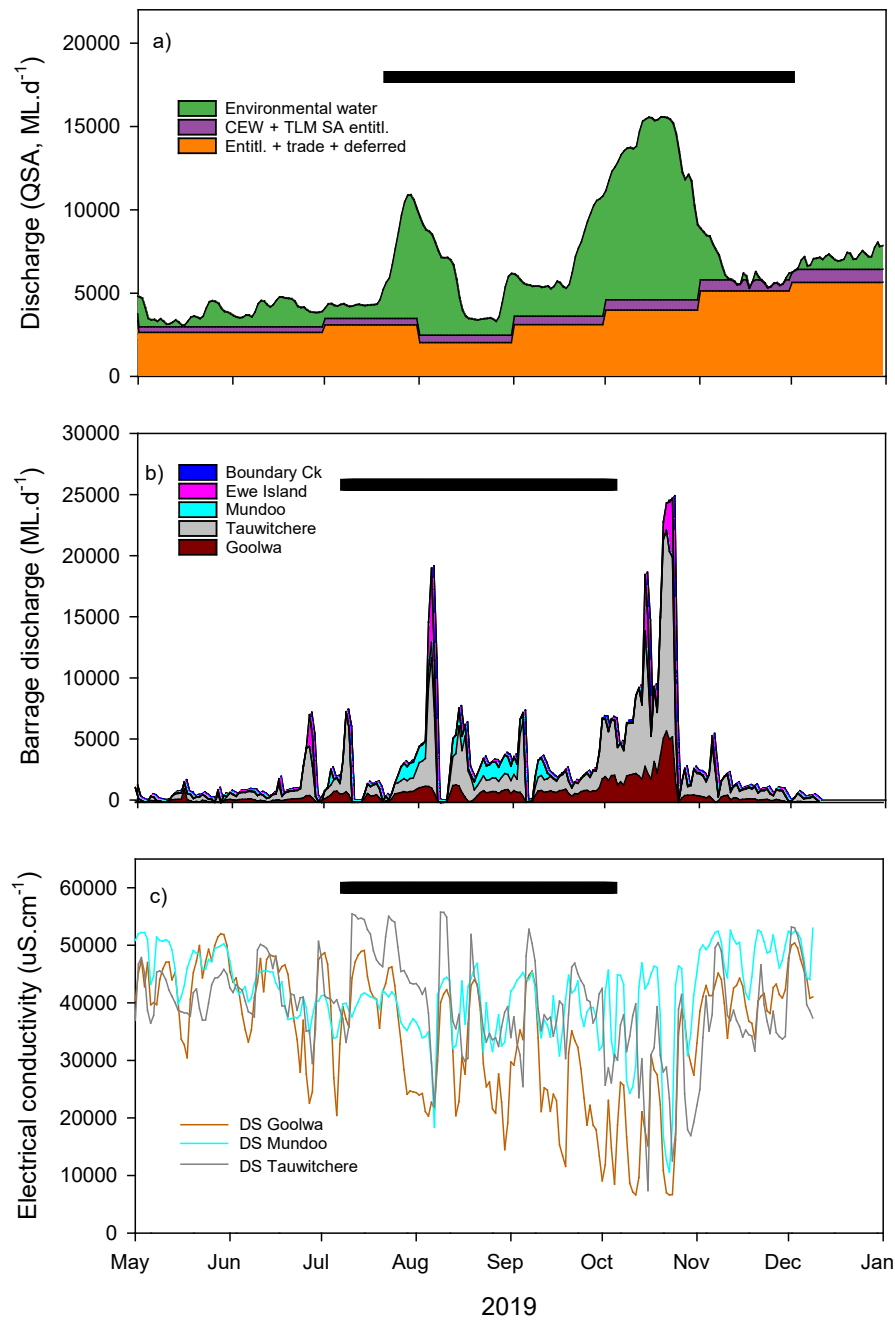 a)
20000
15000
10000
5000
0
Discharge (QSA, ML.d⁻¹)
Environmental water
CEW + TLM SA entitl.
Entitl. + trade + deferred
b)
30000
25000
20000
15000
10000
5000
0
Barrage discharge (ML.d⁻¹)
Boundary Ck
Ewe Island
Mundoo
Tauwitchere
Goolwa
c)
60000
50000
40000
30000
20000
10000
0
Electrical conductivity (uS.cm⁻¹)
DS Goolwa
DS Mundoo
DS Tauwitchere
May Jun Jul Aug Sep Oct Nov Dec Jan
2019